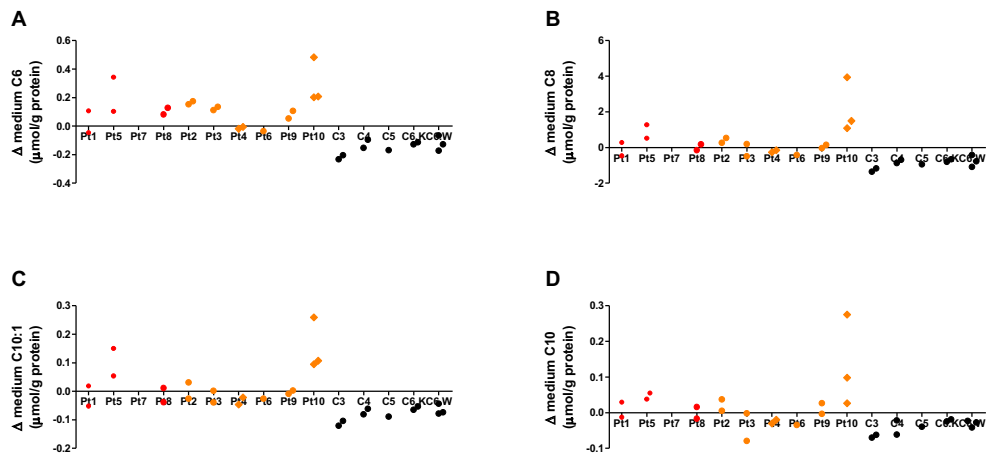 A
Δ medium C6
(μmol/g protein)
0.6
0.4
0.2
0.0
-0.2
-0.4
Pt1 Pt5 Pt7 Pt8 Pt2 Pt3 Pt4 Pt6 Pt9 Pt10 C3 C4 C5 C6.KC6.W
B
Δ medium C8
(μmol/g protein)
6
4
2
0
-2
Pt1 Pt5 Pt7 Pt8 Pt2 Pt3 Pt4 Pt6 Pt9 Pt10 C3 C4 C5 C6.KC6.W
C
Δ medium C10:1
(μmol/g protein)
0.3
0.2
0.1
0.0
-0.1
-0.2
Pt1 Pt5 Pt7 Pt8 Pt2 Pt3 Pt4 Pt6 Pt9 Pt10 C3 C4 C5 C6.KC6.W
D
Δ medium C10
(μmol/g protein)
0.3
0.2
0.1
0.0
-0.1
Pt1 Pt5 Pt7 Pt8 Pt2 Pt3 Pt4 Pt6 Pt9 Pt10 C3 C4 C5 C6.KC6.W